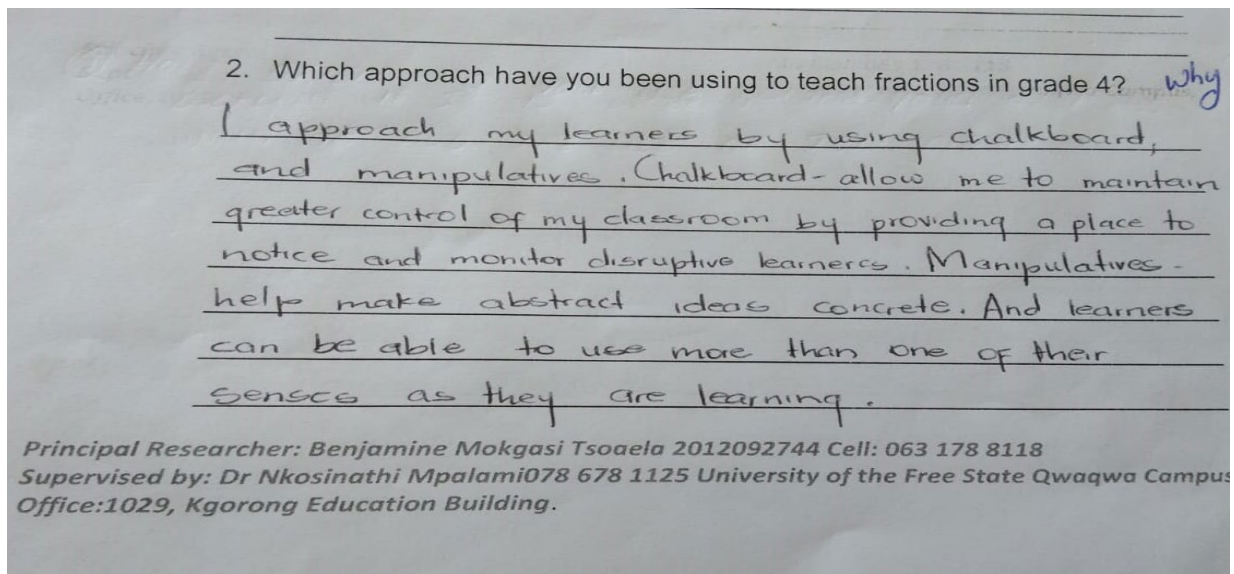 2. Which approach have you been using to teach fractions in grade 4? Why
I approach my learners by using chalkboard,
and manipulatives. Chalkboard - allow me to maintain
greater control of my classroom by providing a place to
notice and monitor disruptive learners. Manipulatives -
help make abstract ideas concrete. And learners
can be able to use more than one of their
senses as they are learning.
Principal Researcher: Benjamine Mokgasi Tsoaela 2012092744 Cell: 063 178 8118
Supervised by: Dr Nkosinathi Mpalami078 678 1125 University of the Free State Qwaqwa Campus
Office:1029, Kgorong Education Building.